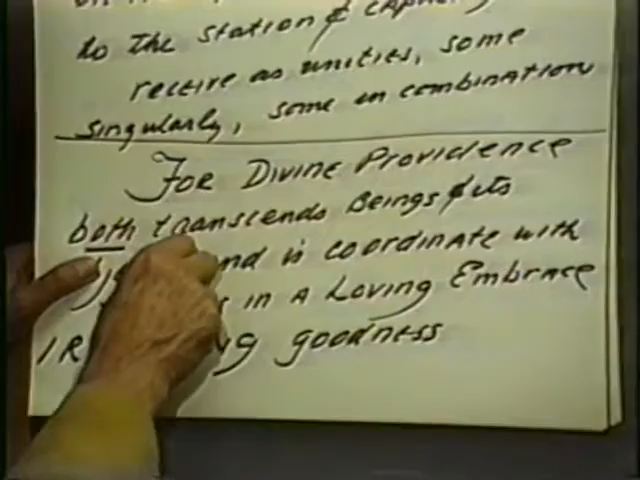 to the station & capacity
receive as unities, some
singularly, some in combination
For Divine Providence
both transcends Beings & its
and is coordinate with
in a Loving Embrace
goodness